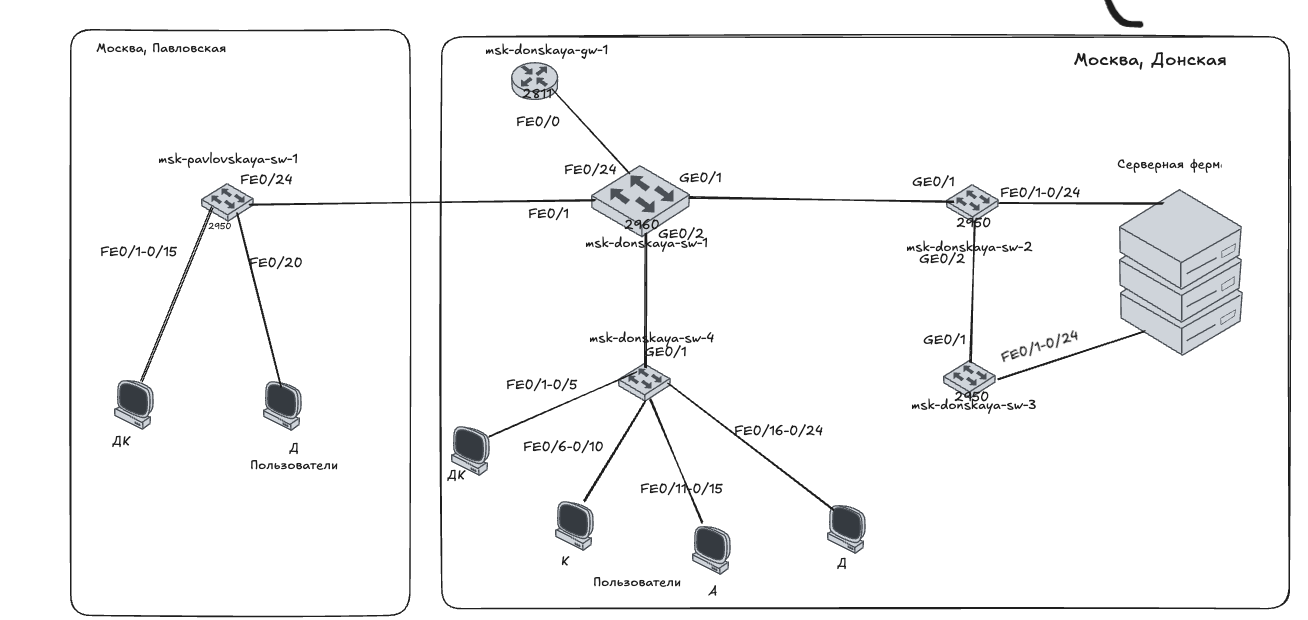 Москва, Павловская
msk-pavlovskaya-sw-1
FE0/24
2950
FE0/1-0/15
FE0/20
ДК
Д
Пользователи
msk-donskaya-gw-1
Москва, Донская
2811
FE0/0
FE0/24
GE0/1
FE0/1
2960
GE0/2
msk-donskaya-sw-1
GE0/1
FE0/1-0/24
2950
msk-donskaya-sw-2
GE0/2
Серверная ферм
msk-donskaya-sw-4
GE0/1
GE0/1
FE0/1-0/24
2950
msk-donskaya-sw-3
FE0/1-0/5
FE0/6-0/10
FE0/11-0/15
FE0/16-0/24
ДК
К
А
Д
Пользователи